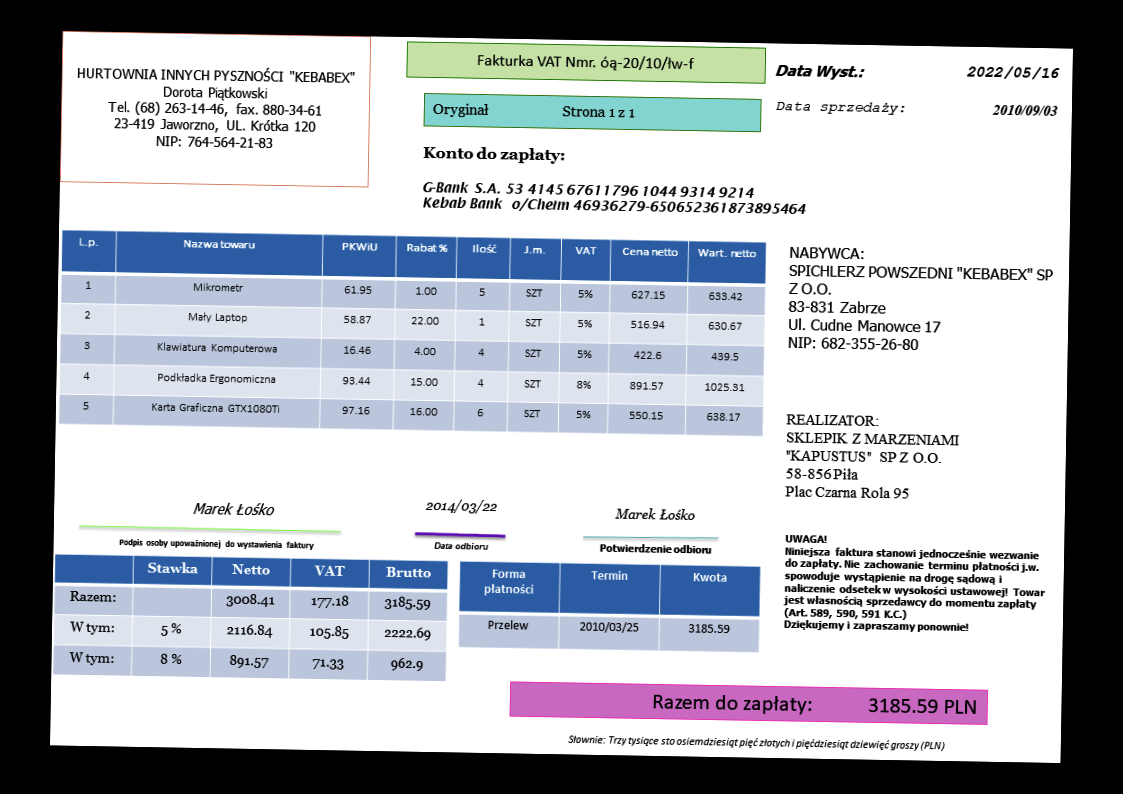 HURTOWNIA INNYCH PYSZNOŚCI "KEBABEX"
Dorota Piątkowski
Tel. (68) 263-14-46, fax. 880-34-61
23-419 Jaworzno, UL. Krótka 120
NIP: 764-564-21-83
Fakturka VAT Nmr. óą-20/10/łw-f
Oryginał Strona 1 z 1
Data Wyst.: 2022/05/16
Data sprzedaży: 2010/09/03
Konto do zapłaty:
G-Bank S.A. 53 4145 67611796 1044 9314 9214
Kebab Bank o/Chełm 46936279-650652361873895464
L.p. Nazwa towaru PKWiU Rabat % Ilość J.m. VAT Cena netto Wart. netto
1 Mikrometr 61.95 1.00 5 SZT 5% 627.15 633.42
2 Mały Laptop 58.87 22.00 1 SZT 5% 516.94 630.67
3 Klawiatura Komputerowa 16.46 4.00 4 SZT 5% 422.6 439.5
4 Podkładka Ergonomiczna 93.44 15.00 4 SZT 8% 891.57 1025.31
5 Karta Graficzna GTX1080Ti 97.16 16.00 6 SZT 5% 550.15 638.17
NABYWCA:
SPICHLERZ POWSZEDNI "KEBABEX" SP
Z O.O.
83-831 Zabrze
Ul. Cudne Manowce 17
NIP: 682-355-26-80
REALIZATOR:
SKLEPIK Z MARZENIAMI
"KAPUSTUS" SP Z O.O.
58-856 Piła
Plac Czarna Rola 95
Marek Łośko
Podpis osoby upoważnionej do wystawienia faktury
2014/03/22
Data odbioru
Marek Łośko
Potwierdzenie odbioru
UWAGA!
Niniejsza faktura stanowi jednocześnie wezwanie
do zapłaty. Nie zachowanie terminu płatności j.w.
spowoduje wystąpienie na drogę sądową i
naliczenie odsetek w wysokości ustawowej! Towar
jest własnością sprzedawcy do momentu zapłaty
(Art. 589, 590, 591 K.C.)
Dziękujemy i zapraszamy ponownie!
Stawka Netto VAT Brutto
Razem: 3008.41 177.18 3185.59
W tym: 5 % 2116.84 105.85 2222.69
W tym: 8 % 891.57 71.33 962.9
Forma płatności Termin Kwota
Przelew 2010/03/25 3185.59
Razem do zapłaty: 3185.59 PLN
Słownie: Trzy tysiące sto osiemdziesiąt pięć złotych i pięćdziesiąt dziewięć groszy (PLN)